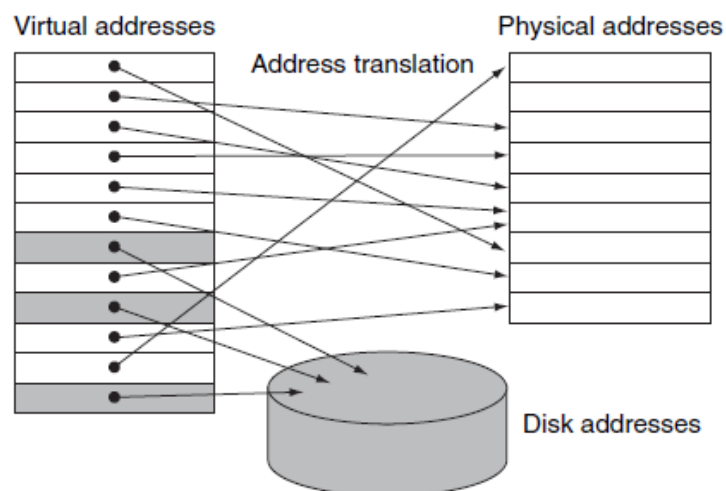 Virtual addresses
Physical addresses
Address translation
Disk addresses